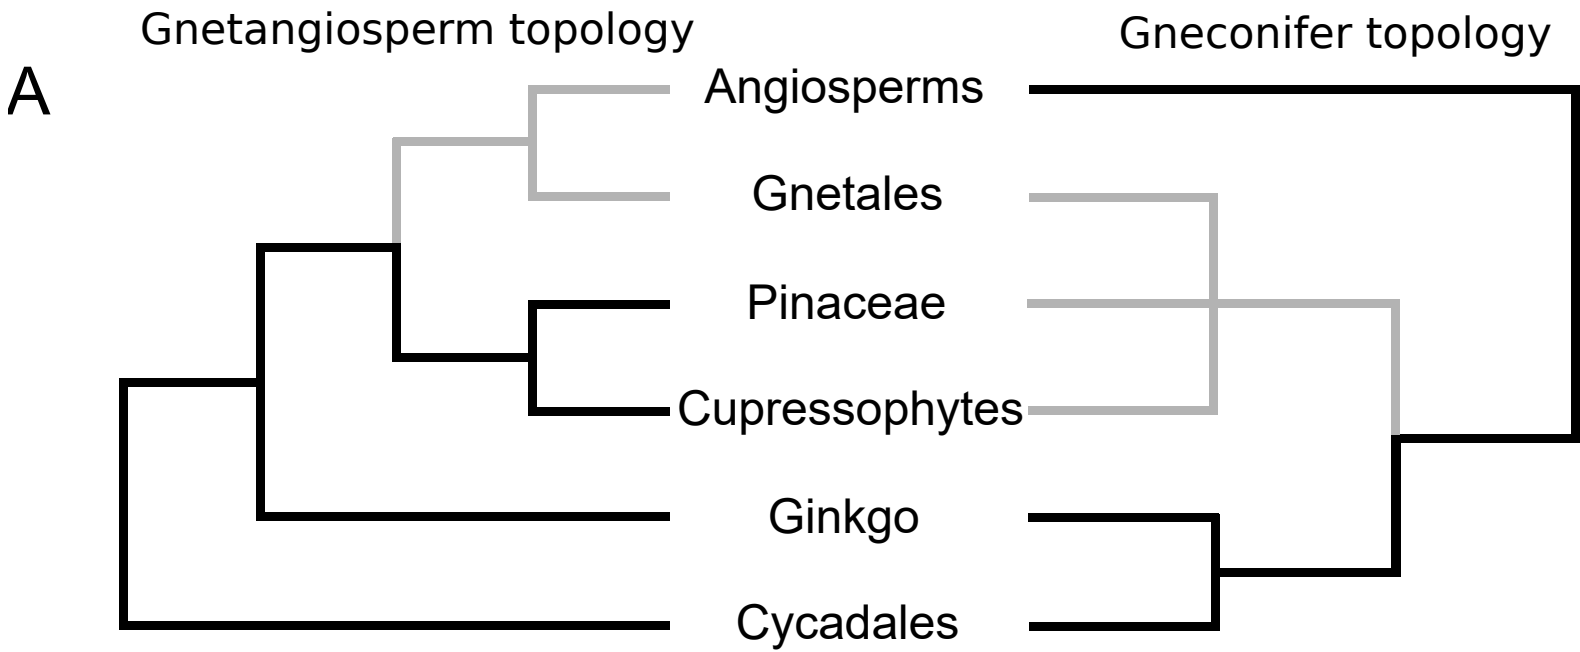 Gnetangiosperm topology
Gneconifer topology
A
Angiosperms
Gnetales
Pinaceae
Cupressophytes
Ginkgo
Cycadales